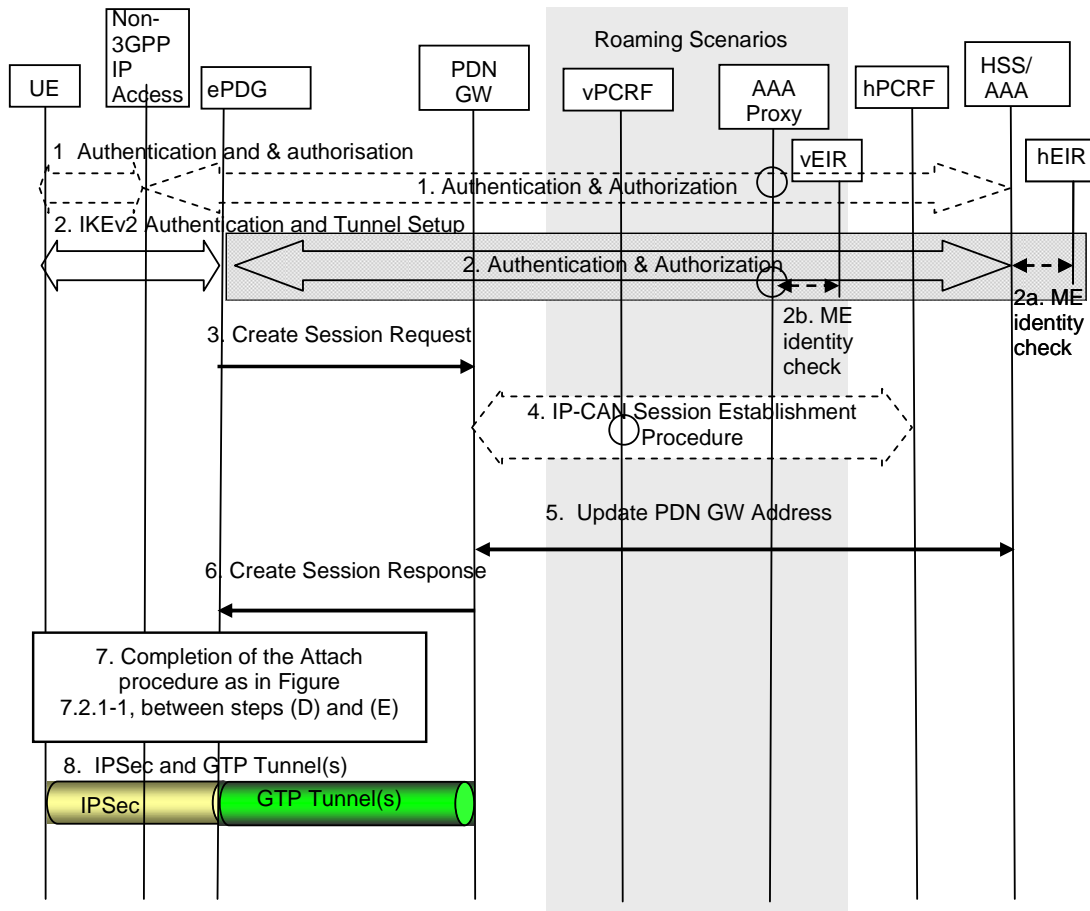 Non-
3GPP
IP
Access
Roaming Scenarios
UE
ePDG
PDN
GW
vPCRF
AAA
Proxy
hPCRF
HSS/
AAA
vEIR
hEIR
1 Authentication and & authorisation
1. Authentication & Authorization
2. IKEv2 Authentication and Tunnel Setup
2. Authentication & Authorization
2b. ME
identity
check
2a. ME
identity
check
3. Create Session Request
4. IP-CAN Session Establishment
Procedure
5. Update PDN GW Address
6. Create Session Response
7. Completion of the Attach
procedure as in Figure
7.2.1-1, between steps (D) and (E)
8. IPSec and GTP Tunnel(s)
IPSec
GTP Tunnel(s)